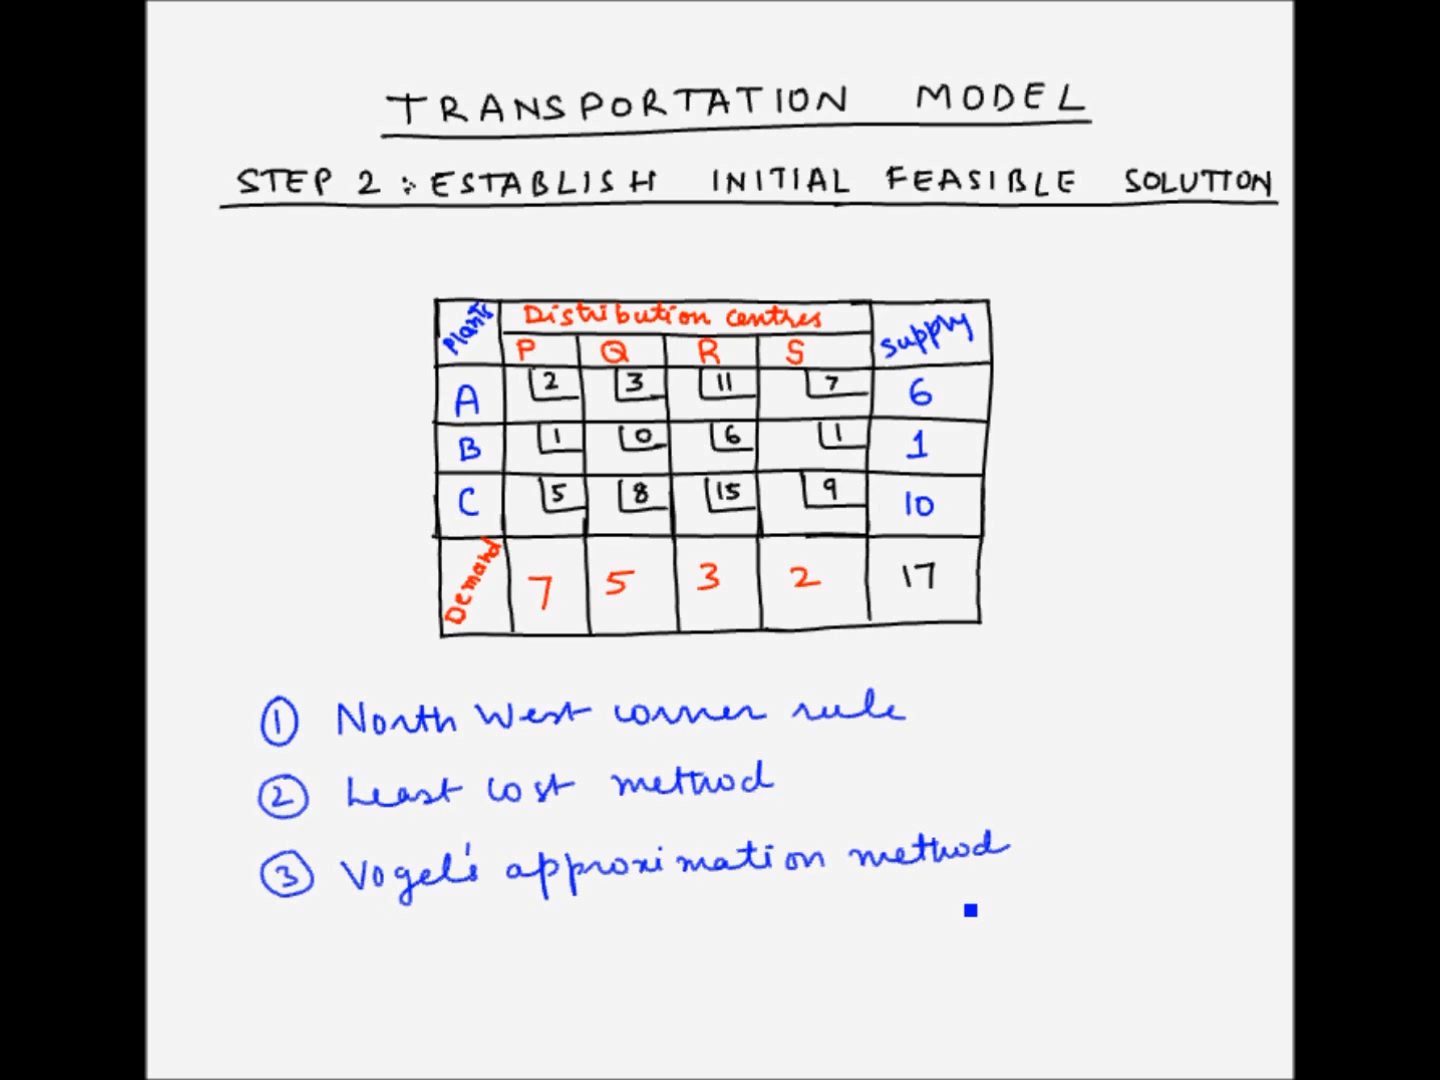 TRANSPORTATION MODEL
STEP 2 : ESTABLISH INITIAL FEASIBLE SOLUTION
Plants Distribution centres Supply
P Q R S
A 2 3 11 7 6
B 1 0 6 1 1
C 5 8 15 9 10
Demand 7 5 3 2 17
1 North West corner rule
2 Least cost method
3 Vogel's approximation method